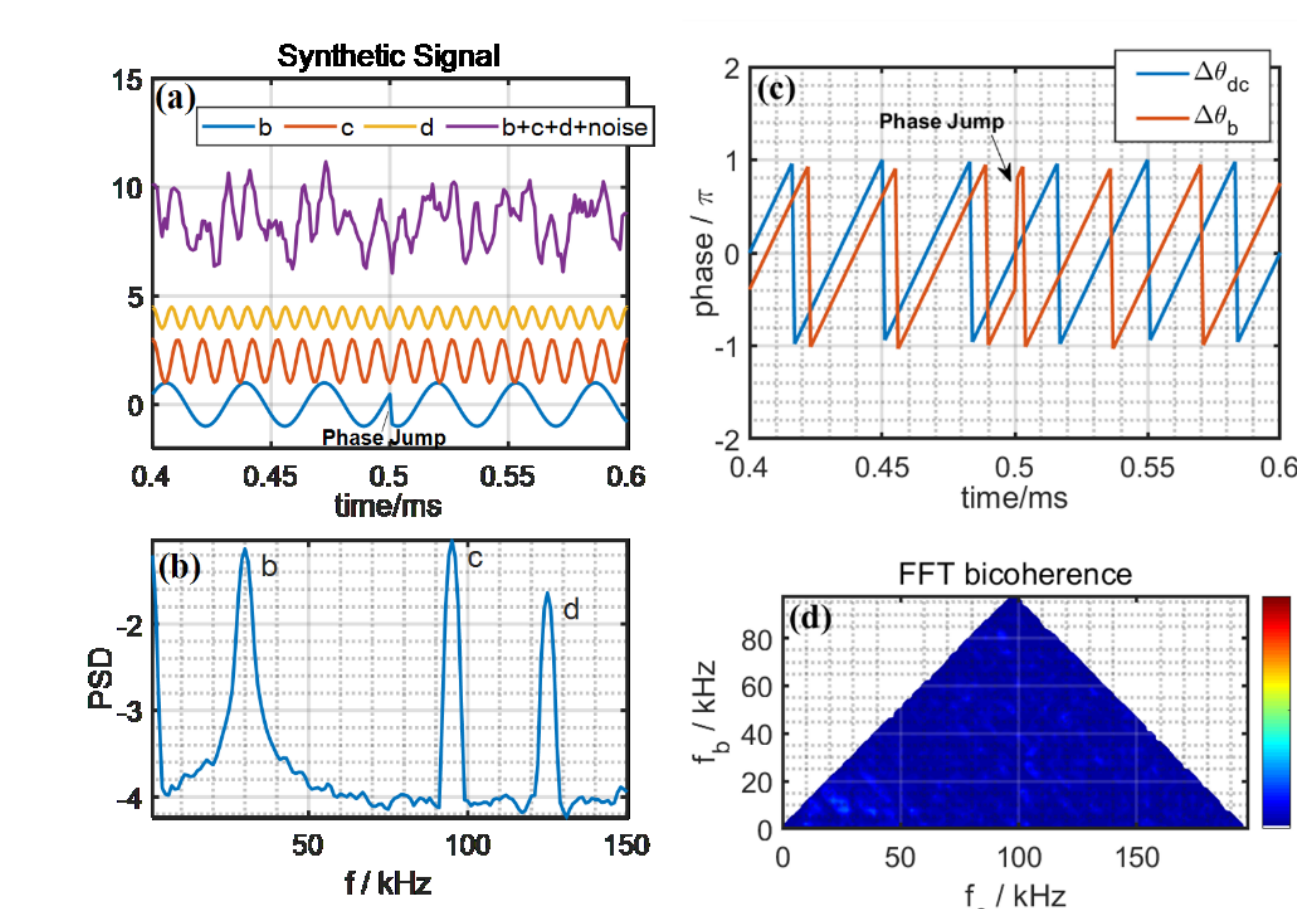 Synthetic Signal
(a)
b c d b+c+d+noise
15
10
5
0
Phase Jump
0.4 0.45 0.5 0.55 0.6
time/ms
(c)
Δθdc
Δθb
Phase Jump
2
1
0
-1
-2
phase / π
0.4 0.45 0.5 0.55 0.6
time/ms
(b)
b
c
d
-2
-3
-4
PSD
50 100 150
f / kHz
FFT bicoherence
(d)
80
60
40
20
0
fb / kHz
0 50 100 150
/ kHz